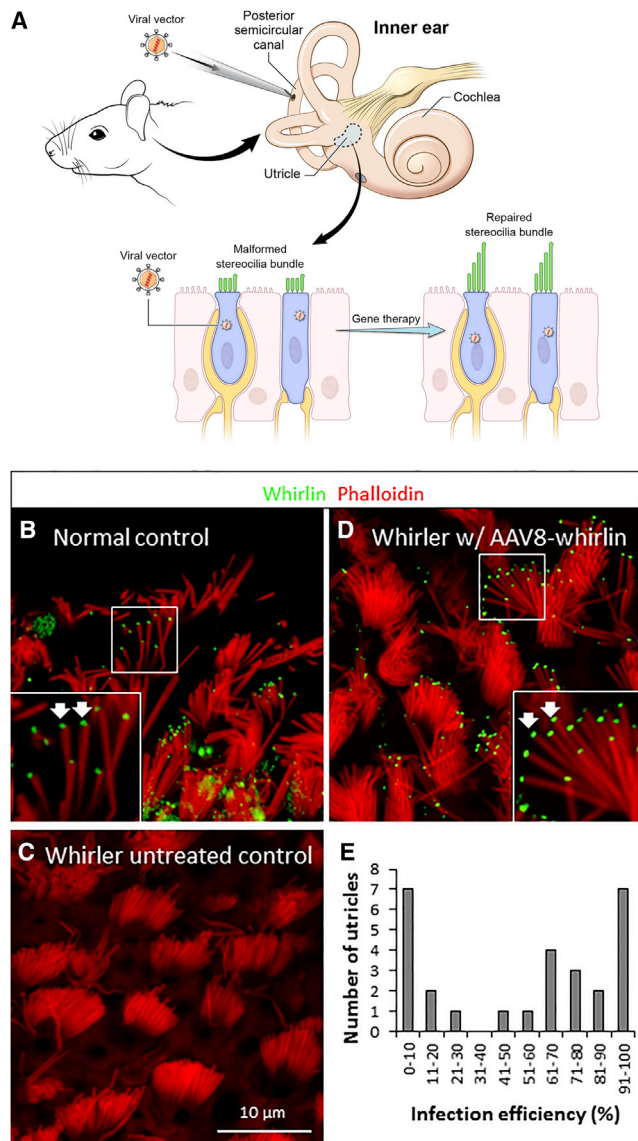 A
Viral vector
Posterior
semicircular
canal
Inner ear
Cochlea
Utricle
Viral vector
Malformed
stereocilia bundle
Repaired
stereocilia bundle
Gene therapy
Whirlin Phalloidin
B Normal control
D Whirler w/ AAV8-whirlin
C Whirler untreated control
10 µm
E
Number of utricles
8
7
6
5
4
3
2
1
0
0-10
11-20
21-30
31-40
41-50
51-60
61-70
71-80
81-90
91-100
Infection efficiency (%)